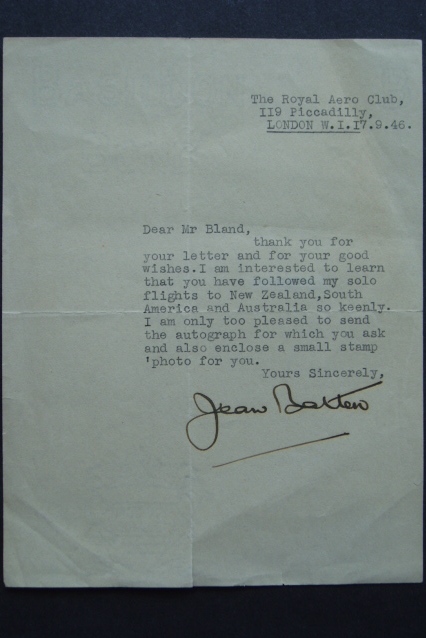 The Royal Aero Club,
II9 Piccadilly,
LONDON W.I.I7.9.46.
Dear Mr Bland,
thank you for
your letter and for your good
wishes.I am interested to learn
that you have followed my solo
flights to New Zealand,South
America and Australia so keenly.
I am only too pleased to send
the autograph for which you ask
and also enclose a small stamp
'photo for you.
Yours Sincerely,
Jean Batten